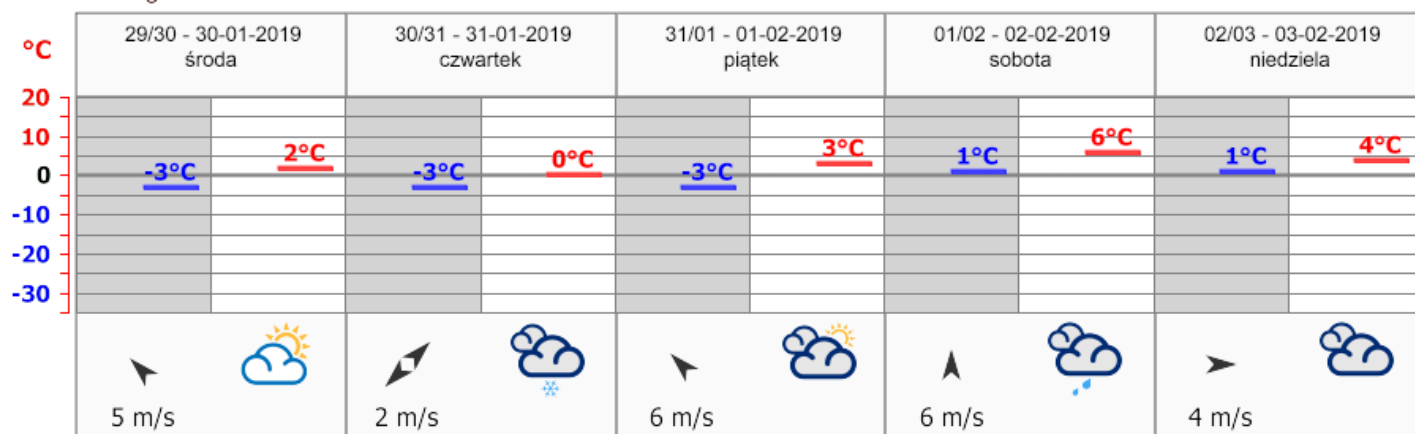 29/30 - 30-01-2019
środa
30/31 - 31-01-2019
czwartek
31/01 - 01-02-2019
piątek
01/02 - 02-02-2019
sobota
02/03 - 03-02-2019
niedziela
°C
20
10
0
-10
-20
-30
-3°C
2°C
-3°C
0°C
-3°C
3°C
1°C
6°C
1°C
4°C
5 m/s
2 m/s
6 m/s
6 m/s
4 m/s